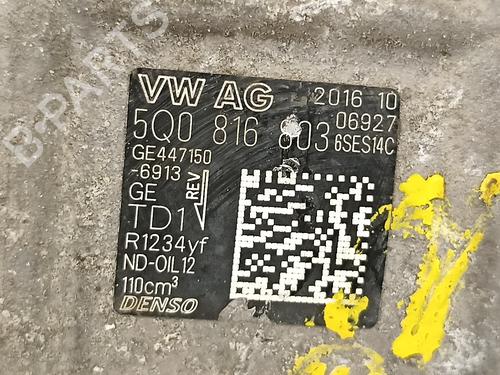 B-PARTS
VW AG 2016 10
5Q0 816 803 06927
6SES14C
GE447150
-6913
GE
REV
TD1
R1234yf
ND-OIL12
110cm³
DENSO